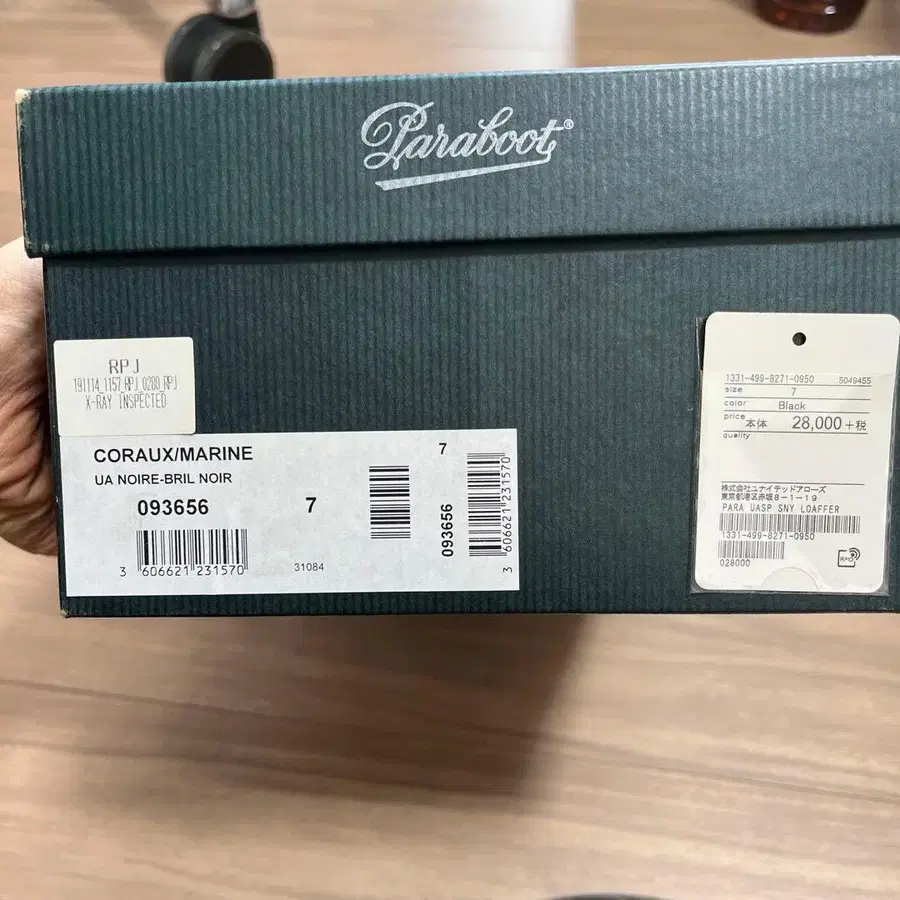 Paraboot®
RPJ
191114_1157_RPJ_0200_RPJ
X-RAY INSPECTED
CORAUX/MARINE
UA NOIRE-BRIL NOIR
093656 7
3 606621 231570
31084
7
093656
3 606621 231570
1331-499-8271-0950 5049455
size 7
color Black
price 本体 28,000+税
quality
株式会社ユナイテッドアローズ
東京都港区赤坂8-1-19
PARA UASP SNY LOAFFER
1331-499-8271-0950
028000